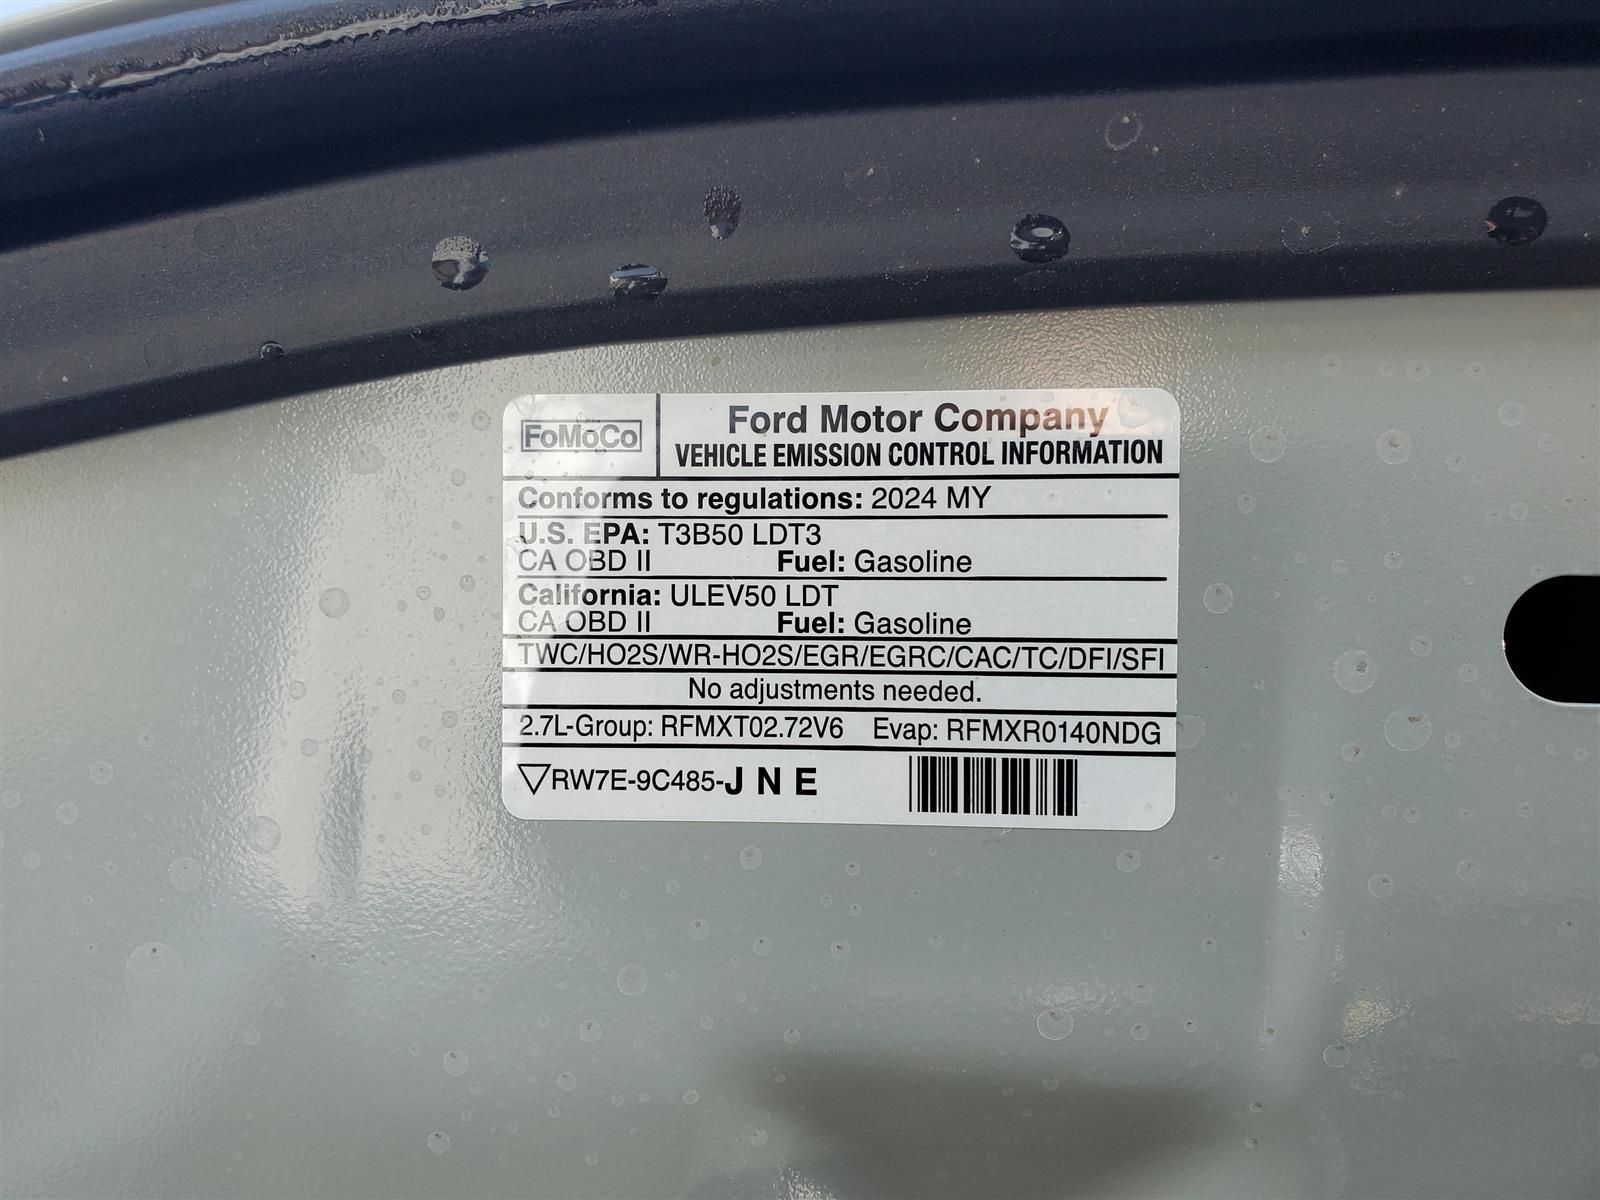 FoMoCo
Ford Motor Company
VEHICLE EMISSION CONTROL INFORMATION
Conforms to regulations: 2024 MY
U.S. EPA: T3B50 LDT3
CA OBD II Fuel: Gasoline
California: ULEV50 LDT
CA OBD II Fuel: Gasoline
TWC/HO2S/WR-HO2S/EGR/EGRC/CAC/TC/DFI/SFI
No adjustments needed.
2.7L-Group: RFMXT02.72V6 Evap: RFMXR0140NDG
RW7E-9C485-JNE